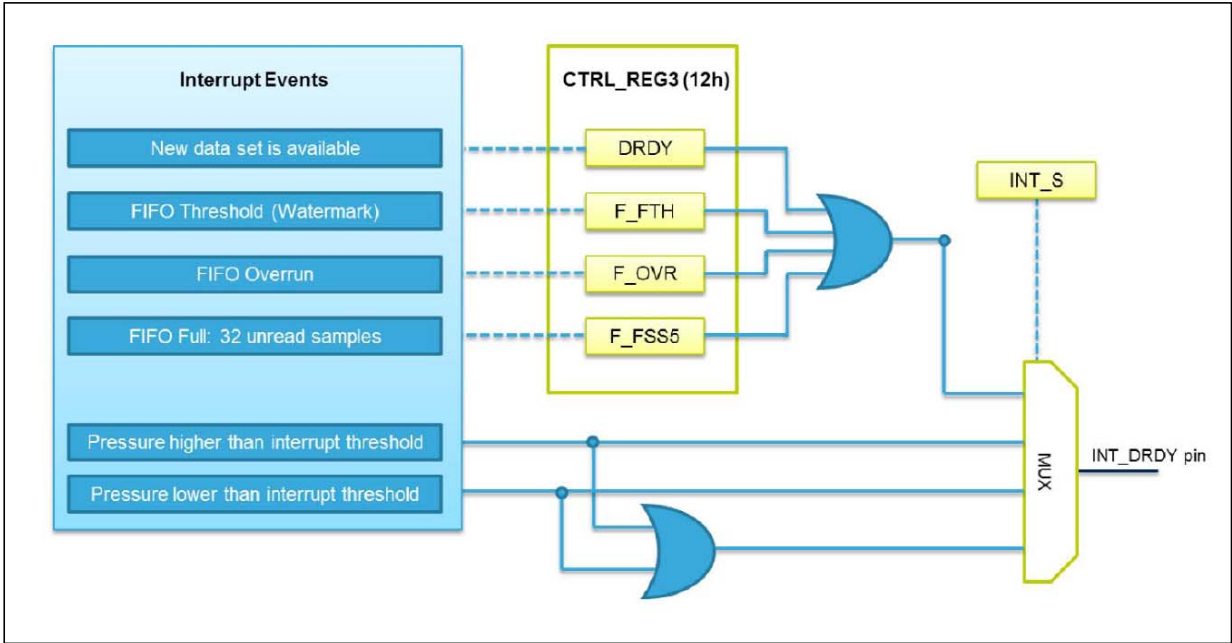 Interrupt Events
CTRL_REG3 (12h)
New data set is available
DRDY
INT_S
FIFO Threshold (Watermark)
F_FTH
FIFO Overrun
F_OVR
FIFO Full: 32 unread samples
F_FSS5
Pressure higher than interrupt threshold
Pressure lower than interrupt threshold
MUX
INT_DRDY pin